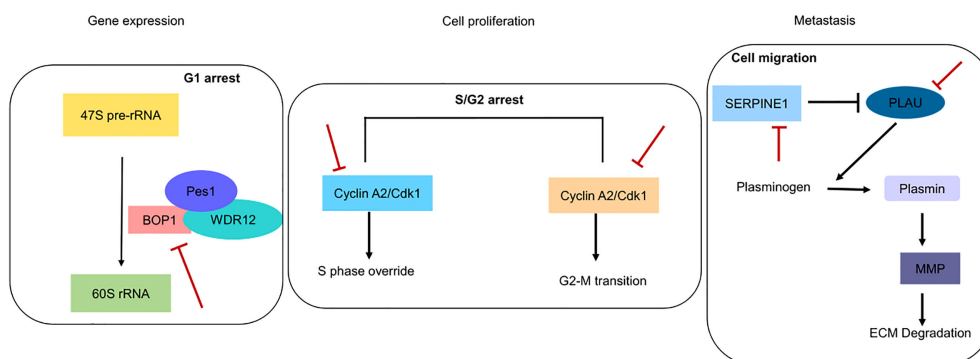 Gene expression
Cell proliferation
Metastasis
G1 arrest
47S pre-rRNA
Pes1
BOP1
WDR12
60S rRNA
S/G2 arrest
Cyclin A2/Cdk1
Cyclin A2/Cdk1
S phase override
G2-M transition
Cell migration
SERPINE1
PLAU
Plasminogen
Plasmin
MMP
ECM Degradation